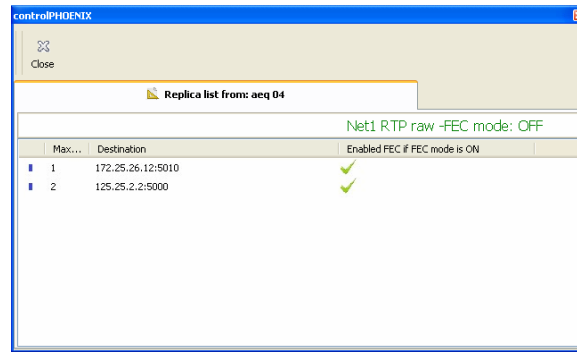 controlPHOENIX
Close
Replica list from: aeq 04
Net1 RTP raw -FEC mode: OFF
Max... Destination Enabled FEC if FEC mode is ON
1 172.25.26.12:5010
2 125.25.2.2:5000